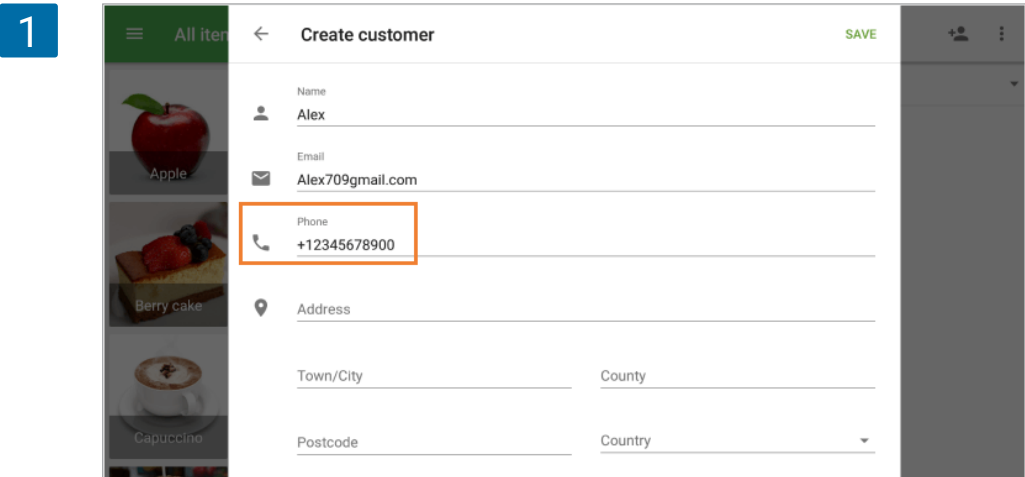 1
All iten
Create customer
SAVE
Name
Alex
Email
Alex709gmail.com
Phone
+12345678900
Address
Town/City
County
Postcode
Country
Apple
Berry cake
Capuccino